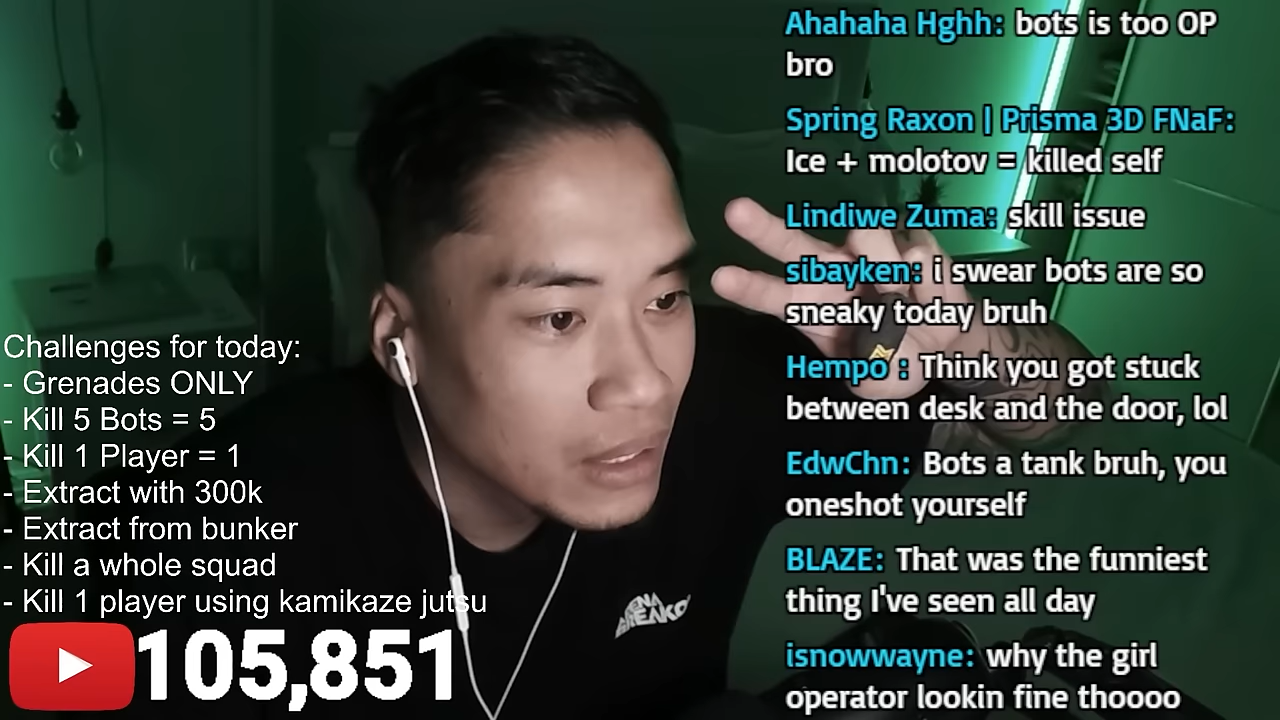 Challenges for today:
- Grenades ONLY
- Kill 5 Bots = 5
- Kill 1 Player = 1
- Extract with 300k
- Extract from bunker
- Kill a whole squad
- Kill 1 player using kamikaze jutsu
105,851
Ahahaha Hghh: bots is too OP
bro
Spring Raxon | Prisma 3D FNaF:
Ice + molotov = killed self
Lindiwe Zuma: skill issue
sibayken: i swear bots are so
sneaky today bruh
Hempo : Think you got stuck
between desk and the door, lol
EdwChn: Bots a tank bruh, you
oneshot yourself
BLAZE: That was the funniest
thing I've seen all day
isnowwayne: why the girl
operator lookin fine thoooo